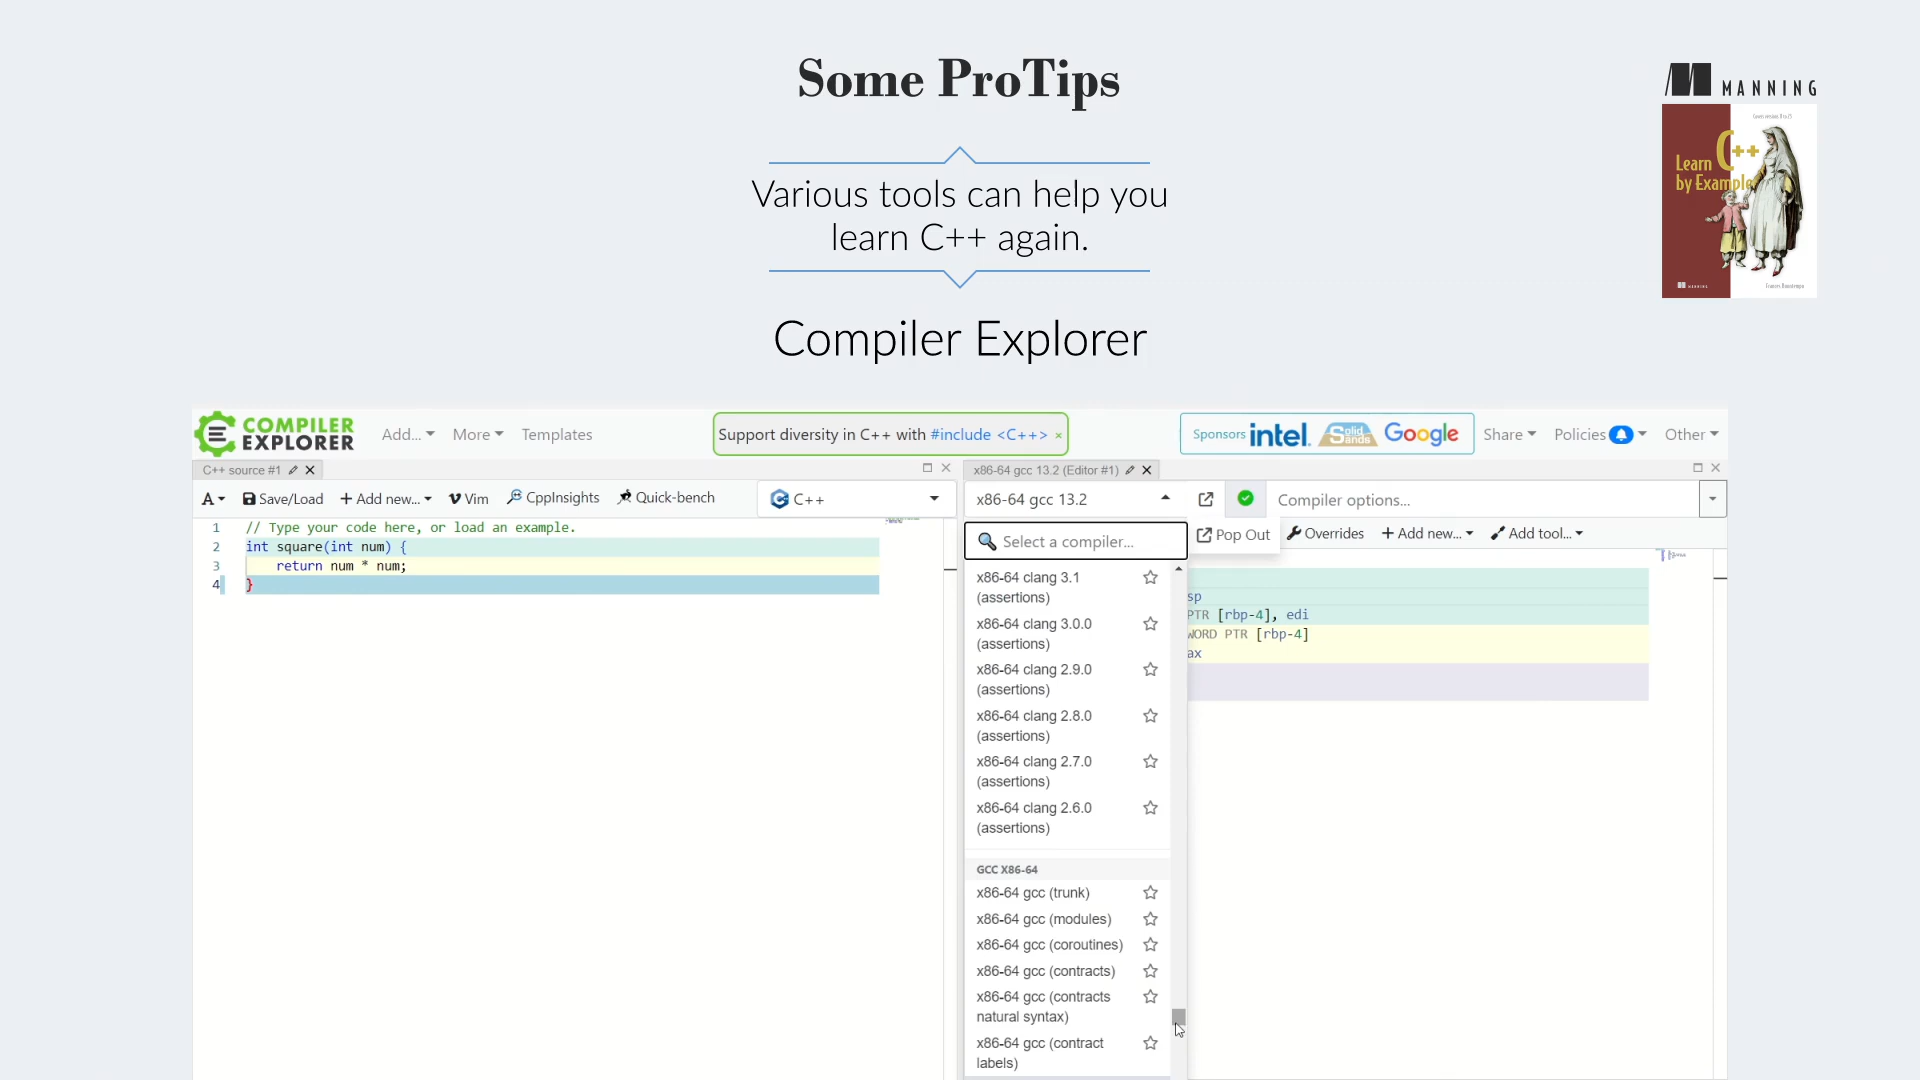 Some ProTips
MANNING
Learn C++
by Example
MANNING
Frances Buontempo
Various tools can help you
learn C++ again.
Compiler Explorer
COMPILER
EXPLORER
Add...
More
Templates
Support diversity in C++ with #include <C++> ×
Sponsors intel. Solid Sands Google
Share
Policies
Other
C++ source #1
A
Save/Load
+ Add new...
Vim
CppInsights
Quick-bench
C++
1 // Type your code here, or load an example.
2 int square(int num) {
3 return num * num;
4 }
x86-64 gcc 13.2 (Editor #1)
x86-64 gcc 13.2
Compiler options...
Select a compiler...
Pop Out
Overrides
+ Add new...
Add tool...
x86-64 clang 3.1
(assertions)
x86-64 clang 3.0.0
(assertions)
x86-64 clang 2.9.0
(assertions)
x86-64 clang 2.8.0
(assertions)
x86-64 clang 2.7.0
(assertions)
x86-64 clang 2.6.0
(assertions)
GCC X86-64
x86-64 gcc (trunk)
x86-64 gcc (modules)
x86-64 gcc (coroutines)
x86-64 gcc (contracts)
x86-64 gcc (contracts
natural syntax)
x86-64 gcc (contract
labels)
sp
PTR [rbp-4], edi
WORD PTR [rbp-4]
ax